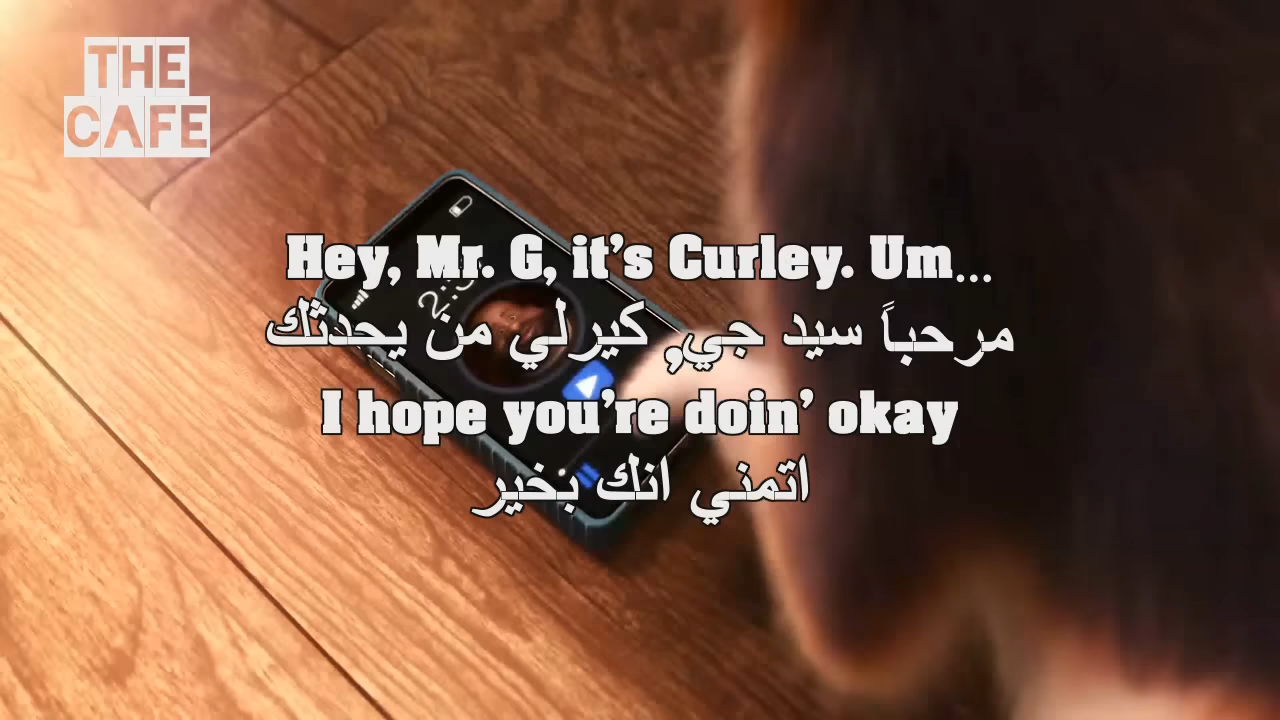 THE
CAFE
Hey, Mr. G, it's Curley. Um...
مرحباً سيد جي, كيرلي من يحدثك
I hope you're doin' okay
اتمني انك بخير